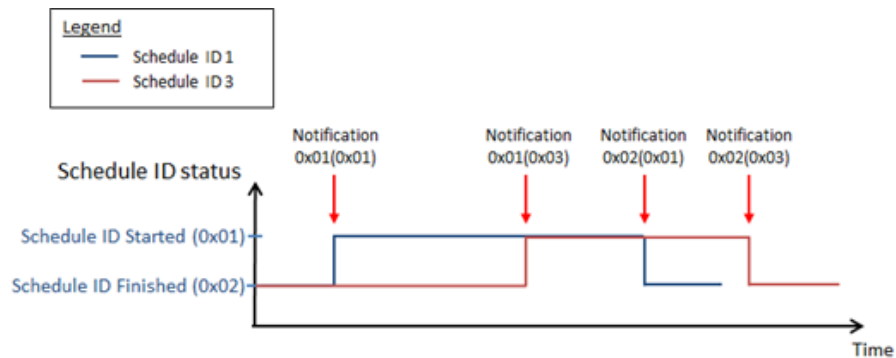 Legend
Schedule ID 1
Schedule ID 3
Notification
0x01(0x01)
Notification
0x01(0x03)
Notification
0x02(0x01)
Notification
0x02(0x03)
Schedule ID status
Schedule ID Started (0x01)
Schedule ID Finished (0x02)
Time